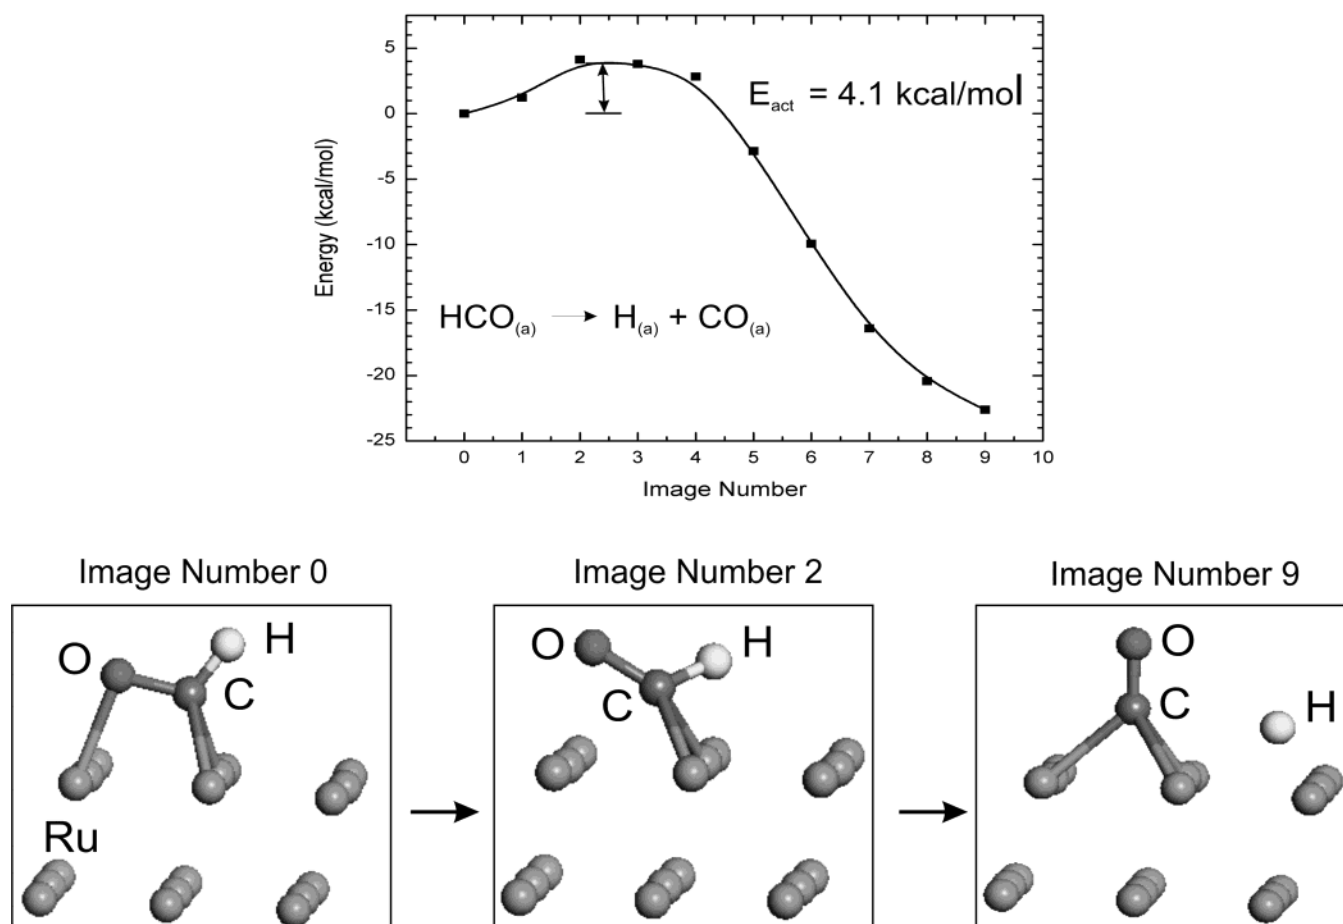 5
0
-5
-10
-15
-20
-25
Energy (kcal/mol)
E_act = 4.1 kcal/mol
HCO(a) → H(a) + CO(a)
0 1 2 3 4 5 6 7 8 9 10
Image Number
Image Number 0
Image Number 2
Image Number 9
O
H
C
Ru
O
H
C
O
C
H